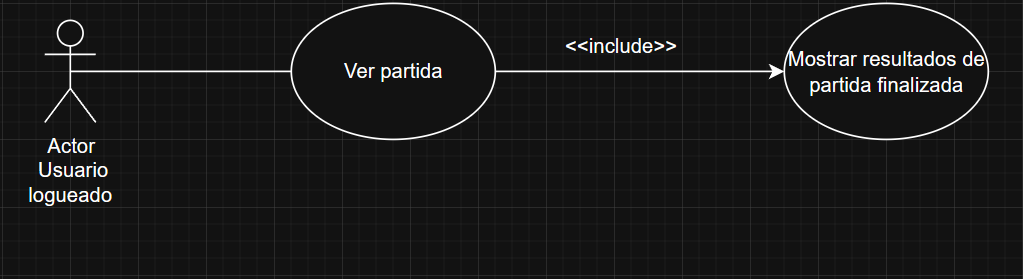 Actor
Usuario
logueado
Ver partida
<<include>>
Mostrar resultados de
partida finalizada